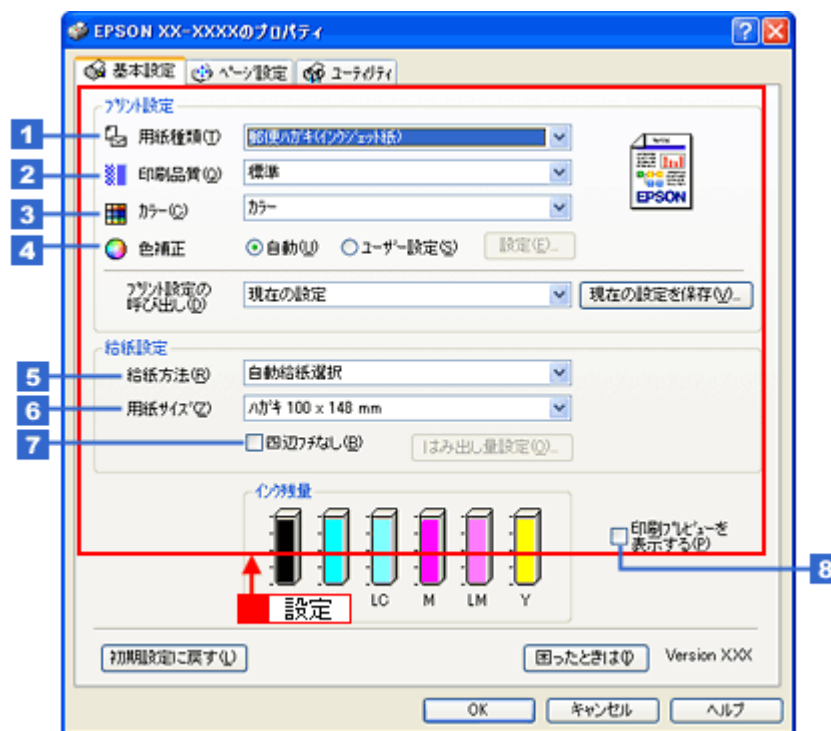 EPSON XX-XXXXのプロパティ
基本設定 ページ設定 ユーティリティ
プリント設定
1 用紙種類(T) 郵便ハガキ(インクジェット紙)
2 印刷品質(Q) 標準
3 カラー(C) カラー
4 色補正 自動(U) ユーザー設定(S) 設定(E)...
EPSON
プリント設定の
呼び出し(D) 現在の設定 現在の設定を保存(V)...
給紙設定
5 給紙方法(R) 自動給紙選択
6 用紙サイズ(Z) ハガキ 100 x 148 mm
7 四辺フチなし(B) はみ出し量設定(O)...
インク残量
印刷プレビューを
表示する(P)
8
設定
LC M LM Y
初期設定に戻す(L) 困ったときは(I) Version XXX
OK キャンセル ヘルプ